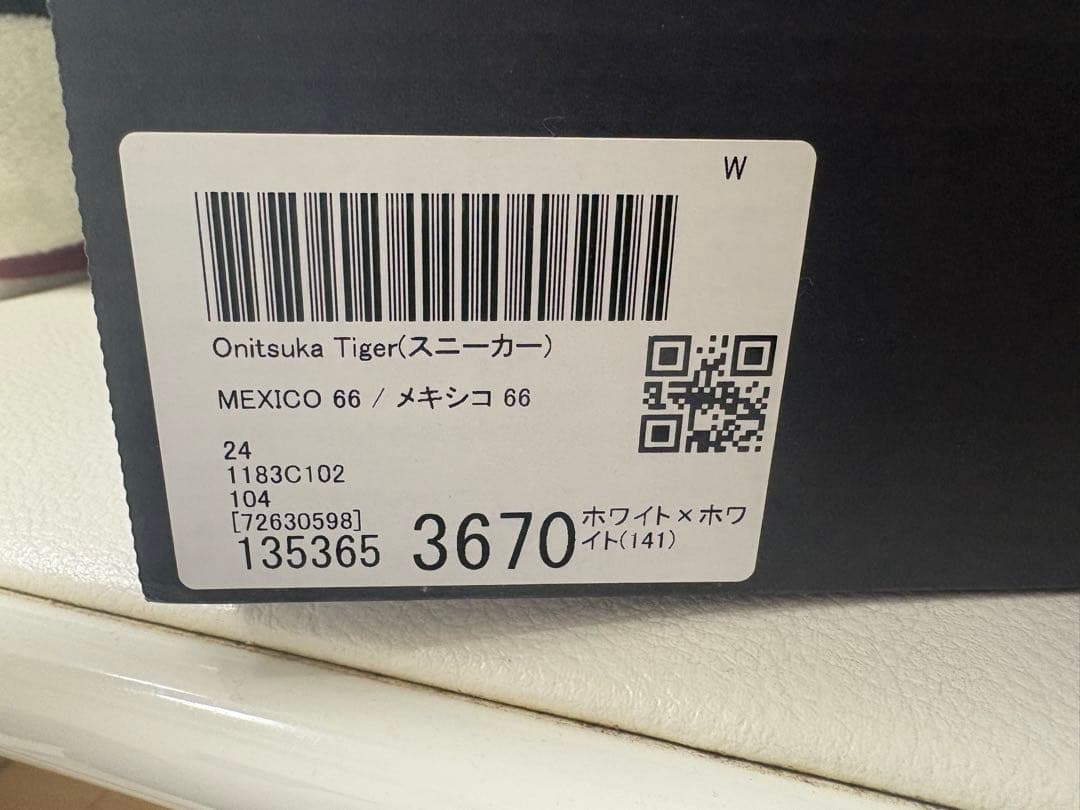 W
Onitsuka Tiger(スニーカー)
MEXICO 66 / メキシコ 66
24
1183C102
104
[72630598]
135365 3670 ホワイト×ホワ
イト(141)